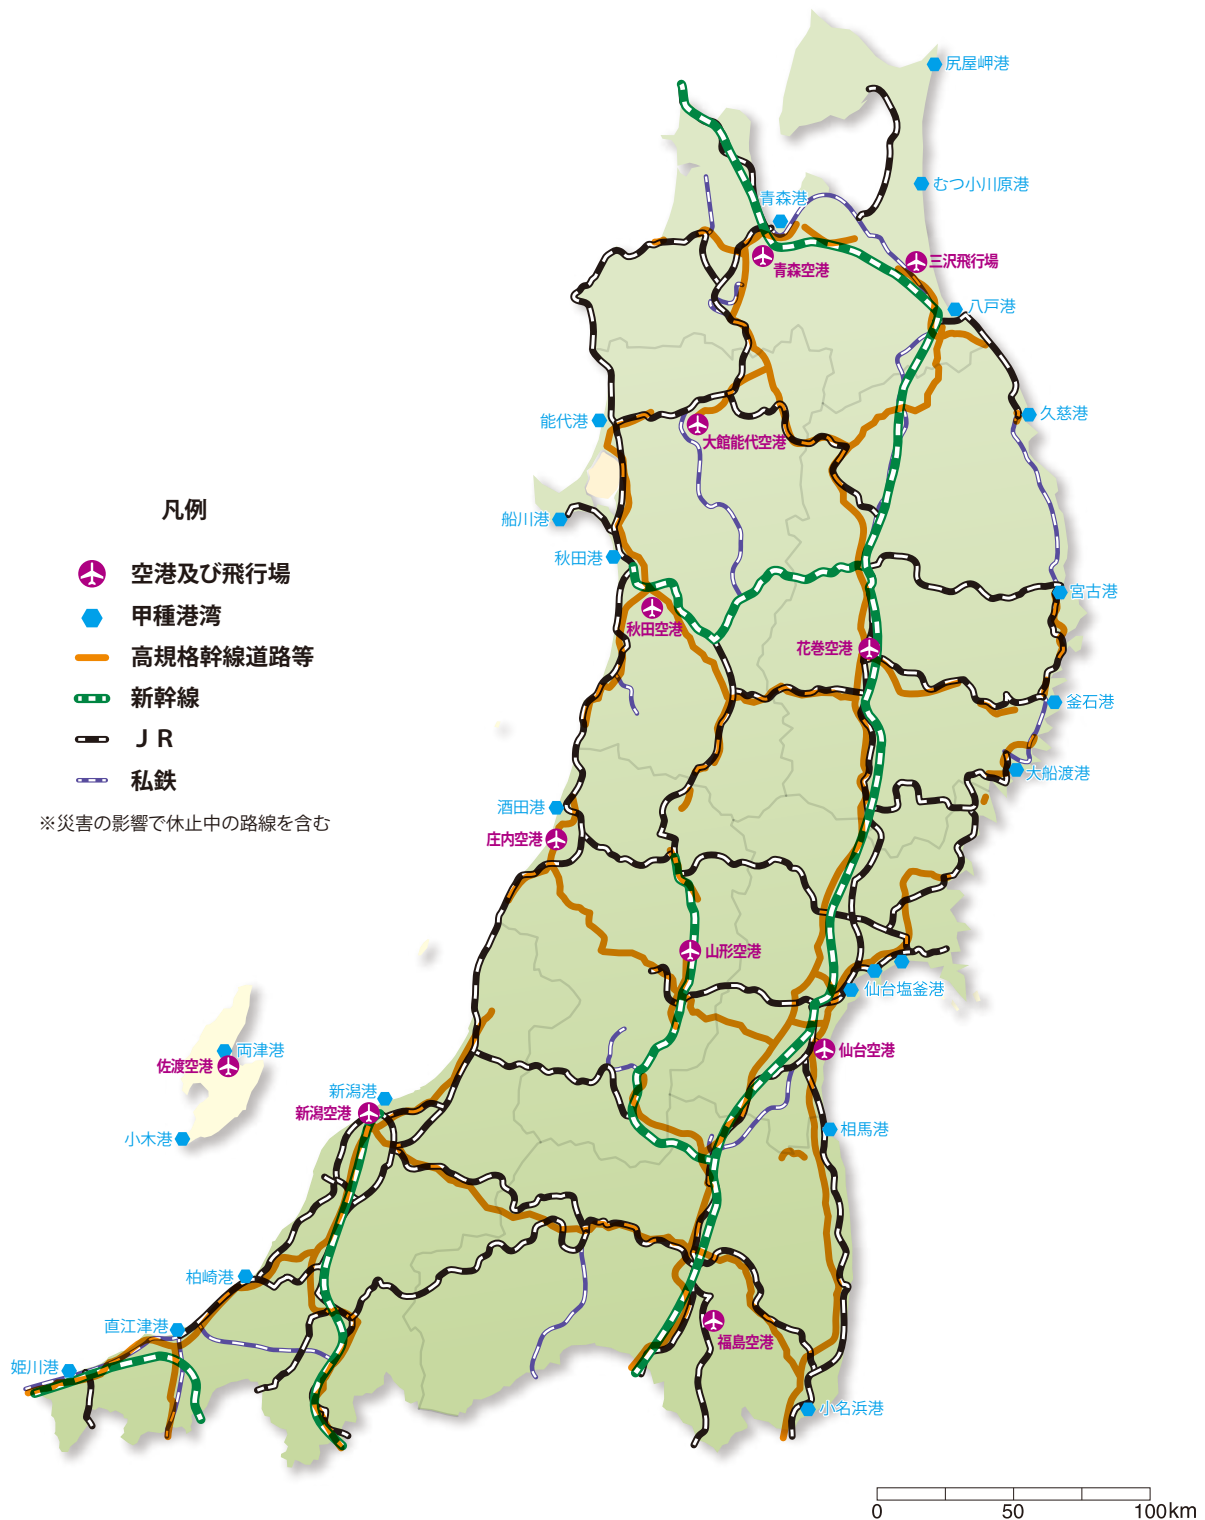 尻屋岬港
むつ小川原港
青森港
三沢飛行場
青森空港
八戸港
久慈港
能代港
大館能代空港
凡例
船川港
秋田港
空港及び飛行場
宮古港
甲種港湾
秋田空港
花巻空港
高規格幹線道路等
新幹線
釜石港
ＪＲ
大船渡港
私鉄
酒田港
※災害の影響で休止中の路線を含む
庄内空港
山形空港
仙台塩釜港
両津港
仙台空港
佐渡空港
新潟港
新潟空港
相馬港
小木港
柏崎港
直江津港
福島空港
姫川港
小名浜港
0 50 100km